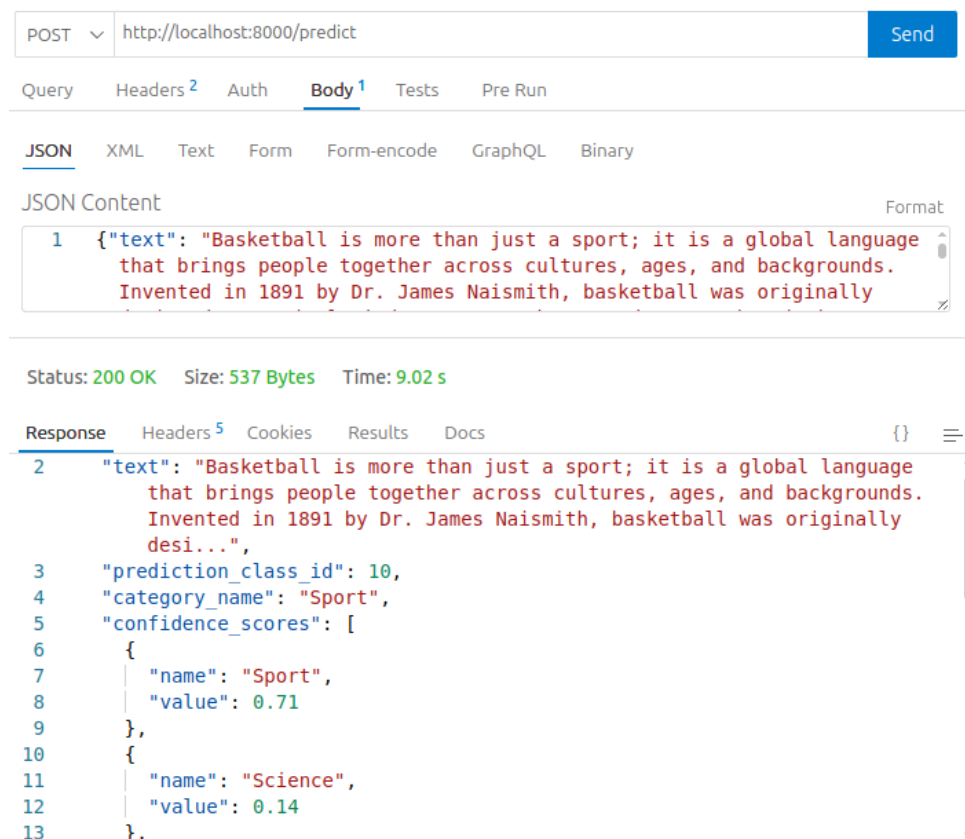 POST http://localhost:8000/predict Send
Query Headers 2 Auth Body 1 Tests Pre Run
JSON XML Text Form Form-encode GraphQL Binary
JSON Content
Format
1 {"text": "Basketball is more than just a sport; it is a global language
that brings people together across cultures, ages, and backgrounds.
Invented in 1891 by Dr. James Naismith, basketball was originally
Status: 200 OK Size: 537 Bytes Time: 9.02 s
Response Headers 5 Cookies Results Docs {}
2 "text": "Basketball is more than just a sport; it is a global language
that brings people together across cultures, ages, and backgrounds.
Invented in 1891 by Dr. James Naismith, basketball was originally
desi...",
3 "prediction_class_id": 10,
4 "category_name": "Sport",
5 "confidence_scores": [
6 {
7 "name": "Sport",
8 "value": 0.71
9 },
10 {
11 "name": "Science",
12 "value": 0.14
13 },